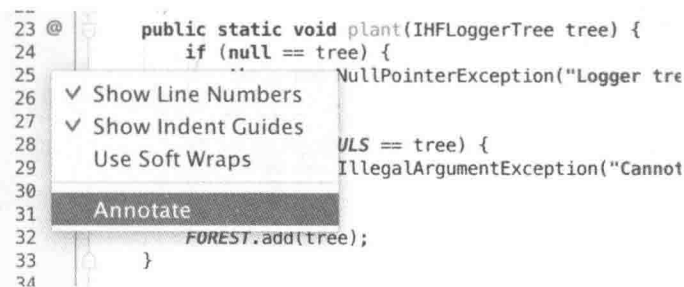 23 @ public static void plant(IHFLoggerTree tree) {
24 if (null == tree) {
25 NullPointerException("Logger tre
26 ✓ Show Line Numbers
27 ✓ Show Indent Guides
28 ULS == tree) {
Use Soft Wraps
29 IllegalArgumentException("Cannot
30
31 Annotate
32 FOREST.add(tree);
33 }
34